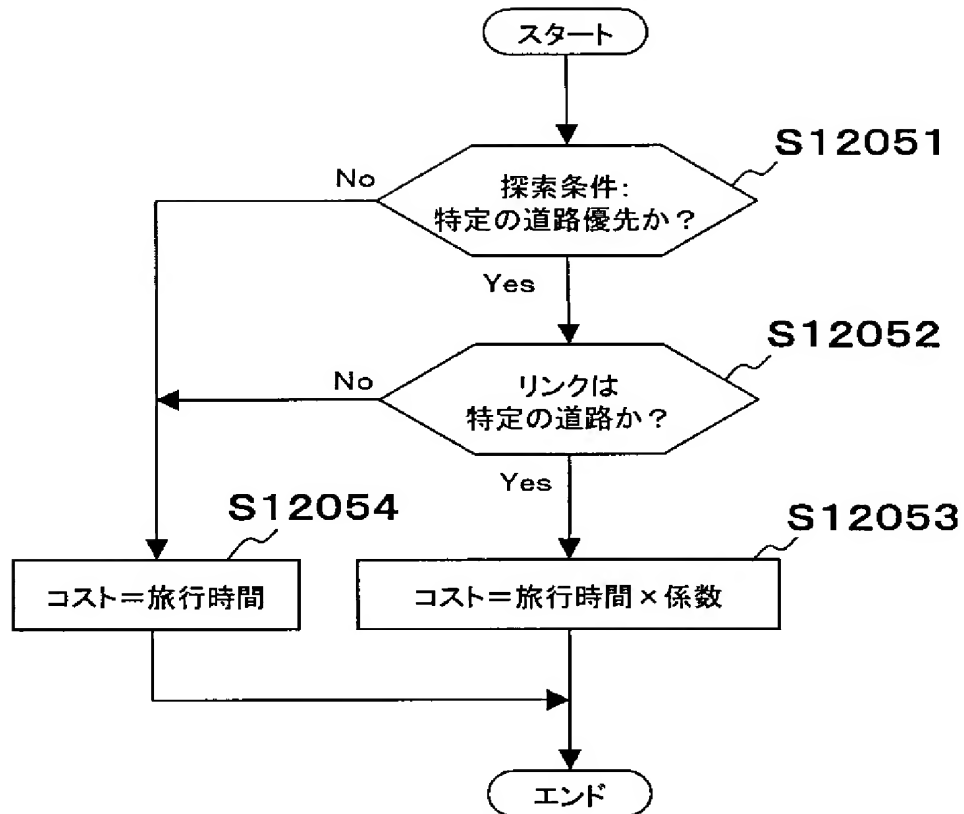 スタート
S12051
No
探索条件:
特定の道路優先か？
Yes
S12052
No
リンクは
特定の道路か？
Yes
S12054
S12053
コスト＝旅行時間
コスト＝旅行時間×係数
エンド